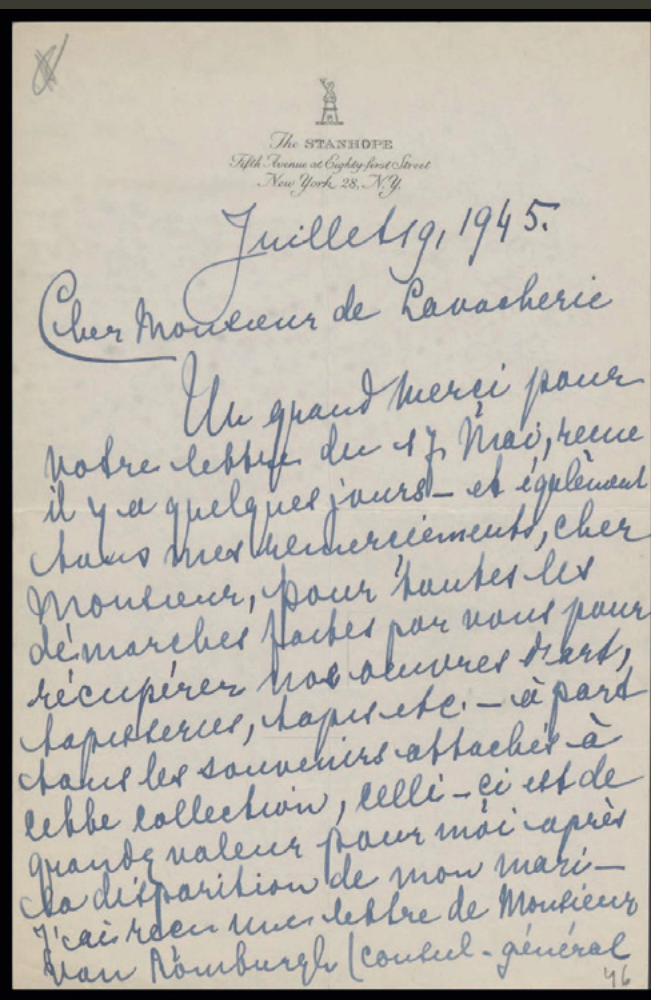 The STANHOPE
Fifth Avenue at Eighty-first Street
New York 28, N.Y.
Juillet 19, 1945.
Cher Monsieur de Lavacherie
Un grand merci pour
votre lettre du 17 Mai, recue
il y a quelques jours – et également
tous mes remerciements, cher
Monsieur, pour toutes les
démarches faites par vous pour
récupérer nos oeuvres d'art,
tapisseries, tapis etc. – à part
tous les souvenirs attachés à
cette collection, celle-ci est de
grande valeur pour moi après
la disparition de mon mari –
J'ai recu une lettre de Monsieur
Van Romburgh (consul-général
46